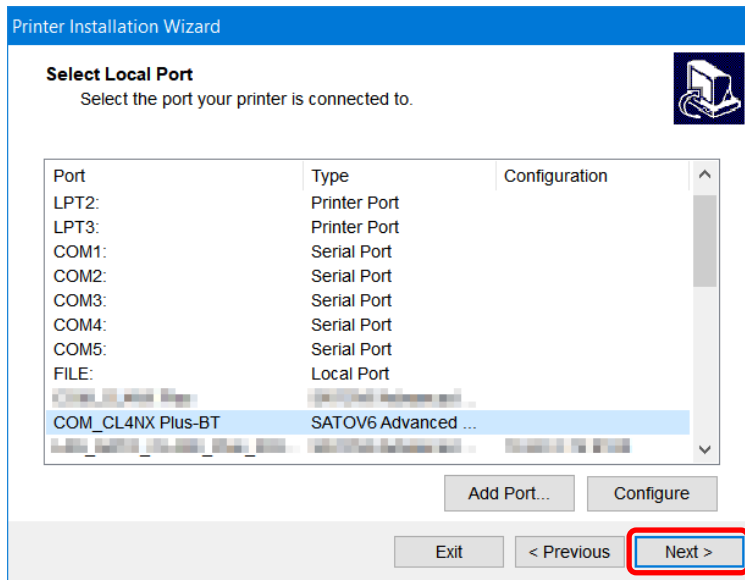 Printer Installation Wizard
Select Local Port
Select the port your printer is connected to.
Port Type Configuration
LPT2: Printer Port
LPT3: Printer Port
COM1: Serial Port
COM2: Serial Port
COM3: Serial Port
COM4: Serial Port
COM5: Serial Port
FILE: Local Port
COM_CL4NX Plus-BT SATOV6 Advanced ...
Add Port... Configure
Exit < Previous Next >